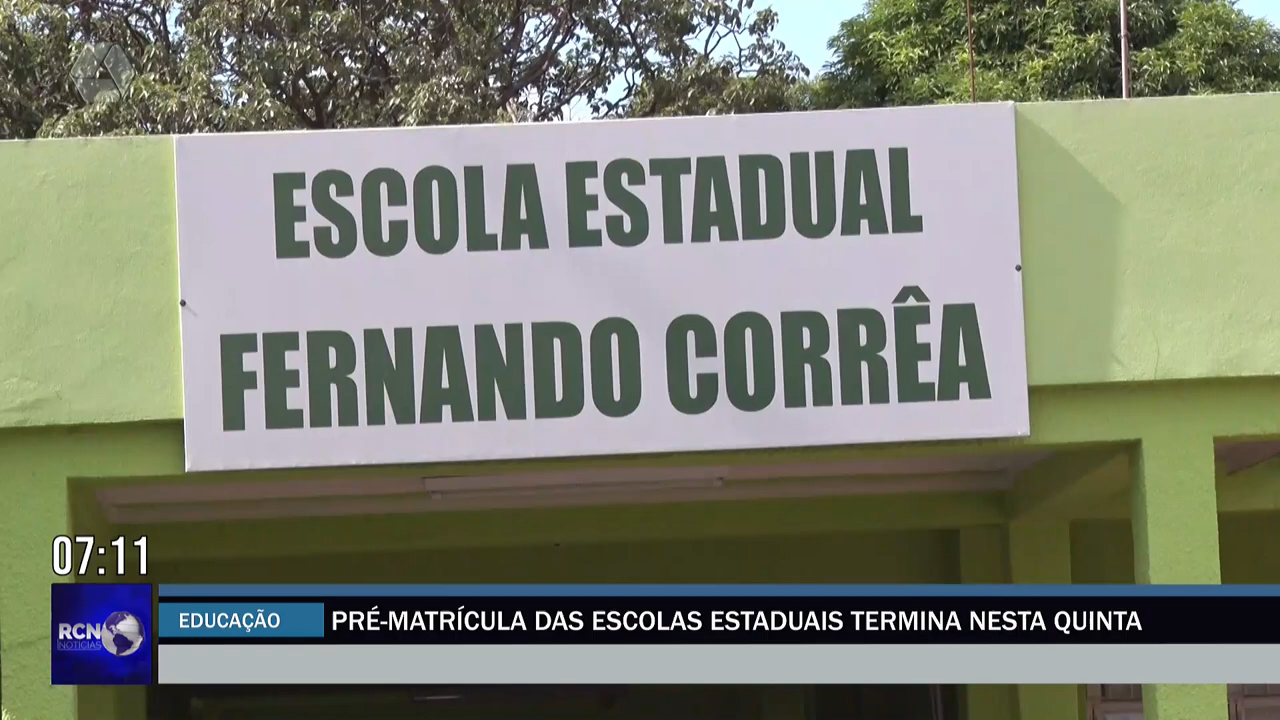 ESCOLA ESTADUAL
FERNANDO CORRÊA
07:11
RCN
NOTÍCIAS
EDUCAÇÃO
PRÉ-MATRÍCULA DAS ESCOLAS ESTADUAIS TERMINA NESTA QUINTA